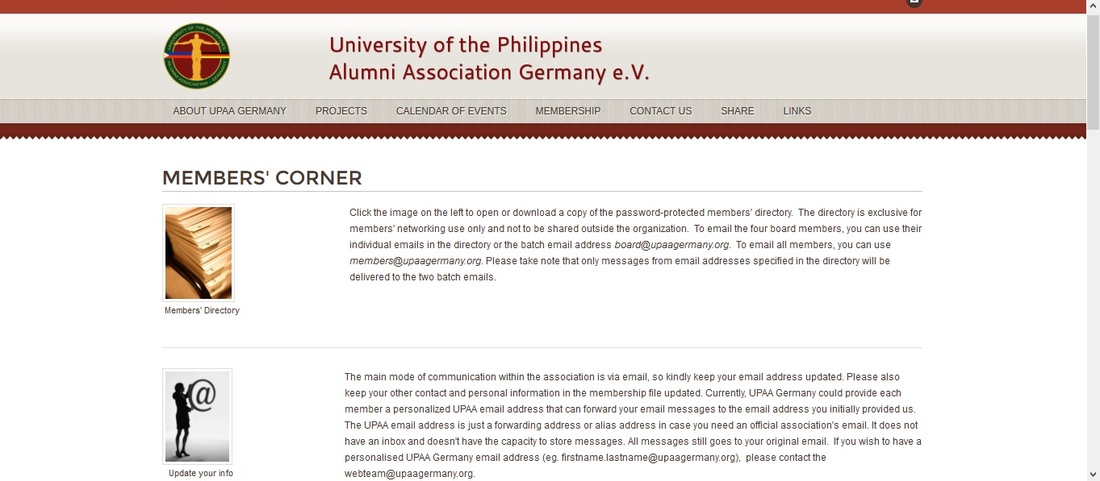 University of the Philippines
Alumni Association Germany e.V.
ABOUT UPAA GERMANY PROJECTS CALENDAR OF EVENTS MEMBERSHIP CONTACT US SHARE LINKS
MEMBERS' CORNER
Click the image on the left to open or download a copy of the password-protected members' directory. The directory is exclusive for
members' networking use only and not to be shared outside the organization. To email the four board members, you can use their
individual emails in the directory or the batch email address board@upaagermany.org. To email all members, you can use
members@upaagermany.org. Please take note that only messages from email addresses specified in the directory will be
delivered to the two batch emails.
Members' Directory
The main mode of communication within the association is via email, so kindly keep your email address updated. Please also
keep your other contact and personal information in the membership file updated. Currently, UPAA Germany could provide each
member a personalized UPAA email address that can forward your email messages to the email address you initially provided us.
The UPAA email address is just a forwarding address or alias address in case you need an official association's email. It does not
have an inbox and doesn't have the capacity to store messages. All messages still goes to your original email. If you wish to have a
personalised UPAA Germany email address (eg. firstname.lastname@upaagermany.org), please contact the
webteam@upaagermany.org.
@
Update your info